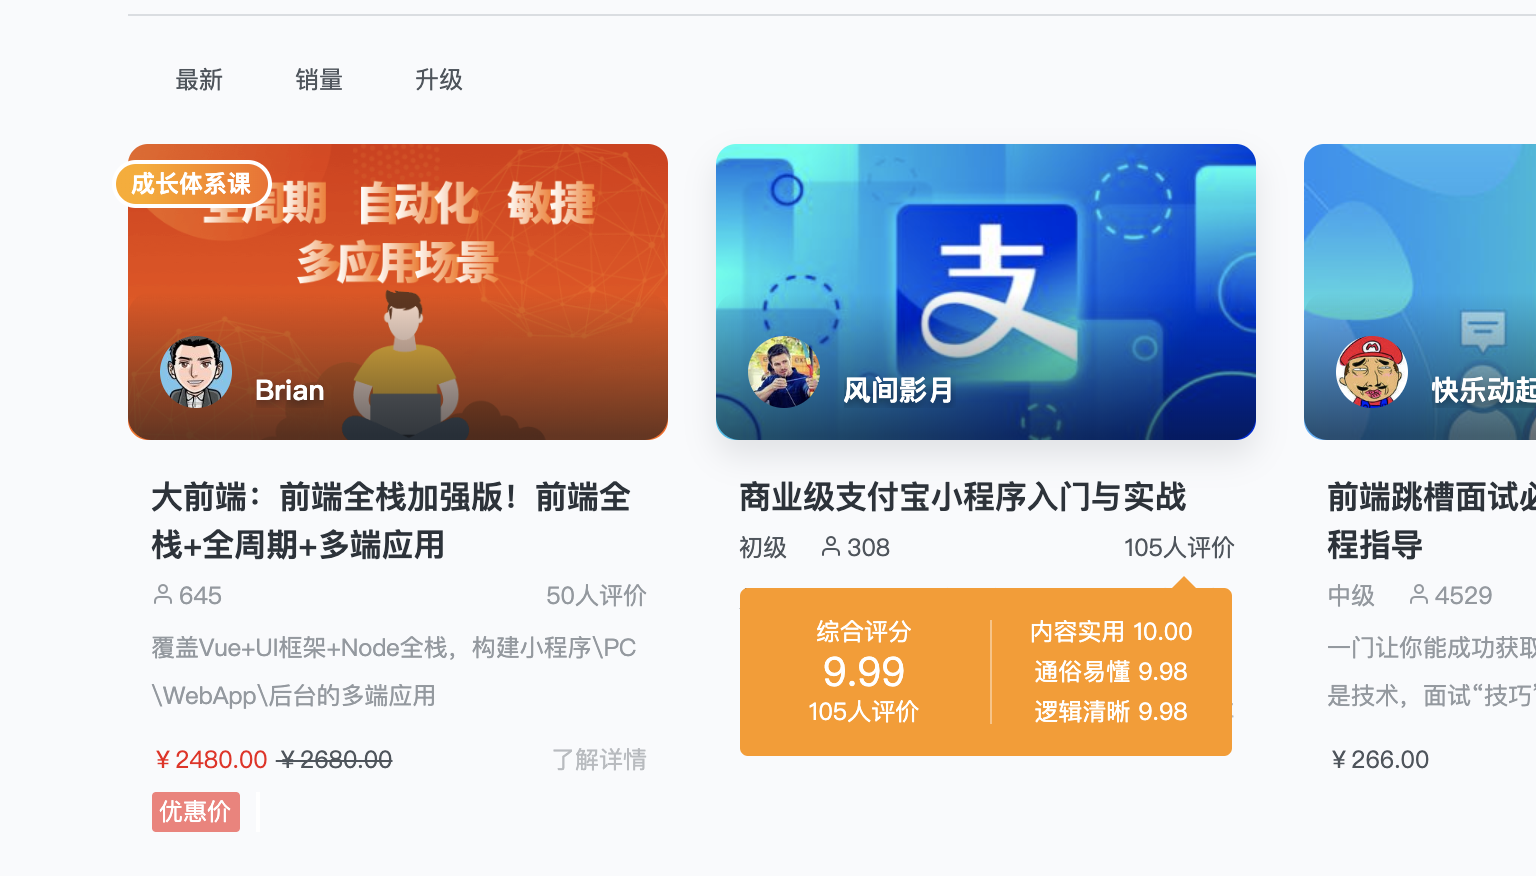 最新 销量 升级
成长体系课
全周期 自动化 敏捷
多应用场景
Brian
大前端：前端全栈加强版！前端全
栈+全周期+多端应用
645 50人评价
覆盖Vue+UI框架+Node全栈，构建小程序\PC
\WebApp\后台的多端应用
￥2480.00 ￥2680.00 了解详情
优惠价
支
风间影月
商业级支付宝小程序入门与实战
初级 308 105人评价
综合评分
9.99
105人评价
内容实用 10.00
通俗易懂 9.98
逻辑清晰 9.98
快乐动起
前端跳槽面试必
程指导
中级 4529
一门让你能成功获取
是技术，面试“技巧”
￥266.00